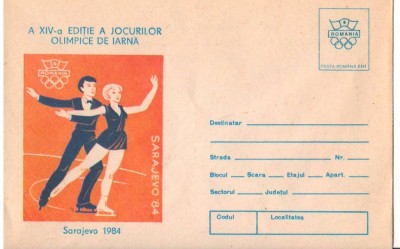 A XIV-a EDIȚIE A JOCURILOR
OLIMPICE DE IARNĂ
ROMANIA
SARAJEVO '84
Sarajevo 1984
ROMANIA
POSTA ROMÂNĂ
Destinatar
Strada Nr.
Blocul Scara Etajul Apart.
Sectorul Județul
Codul Localitatea